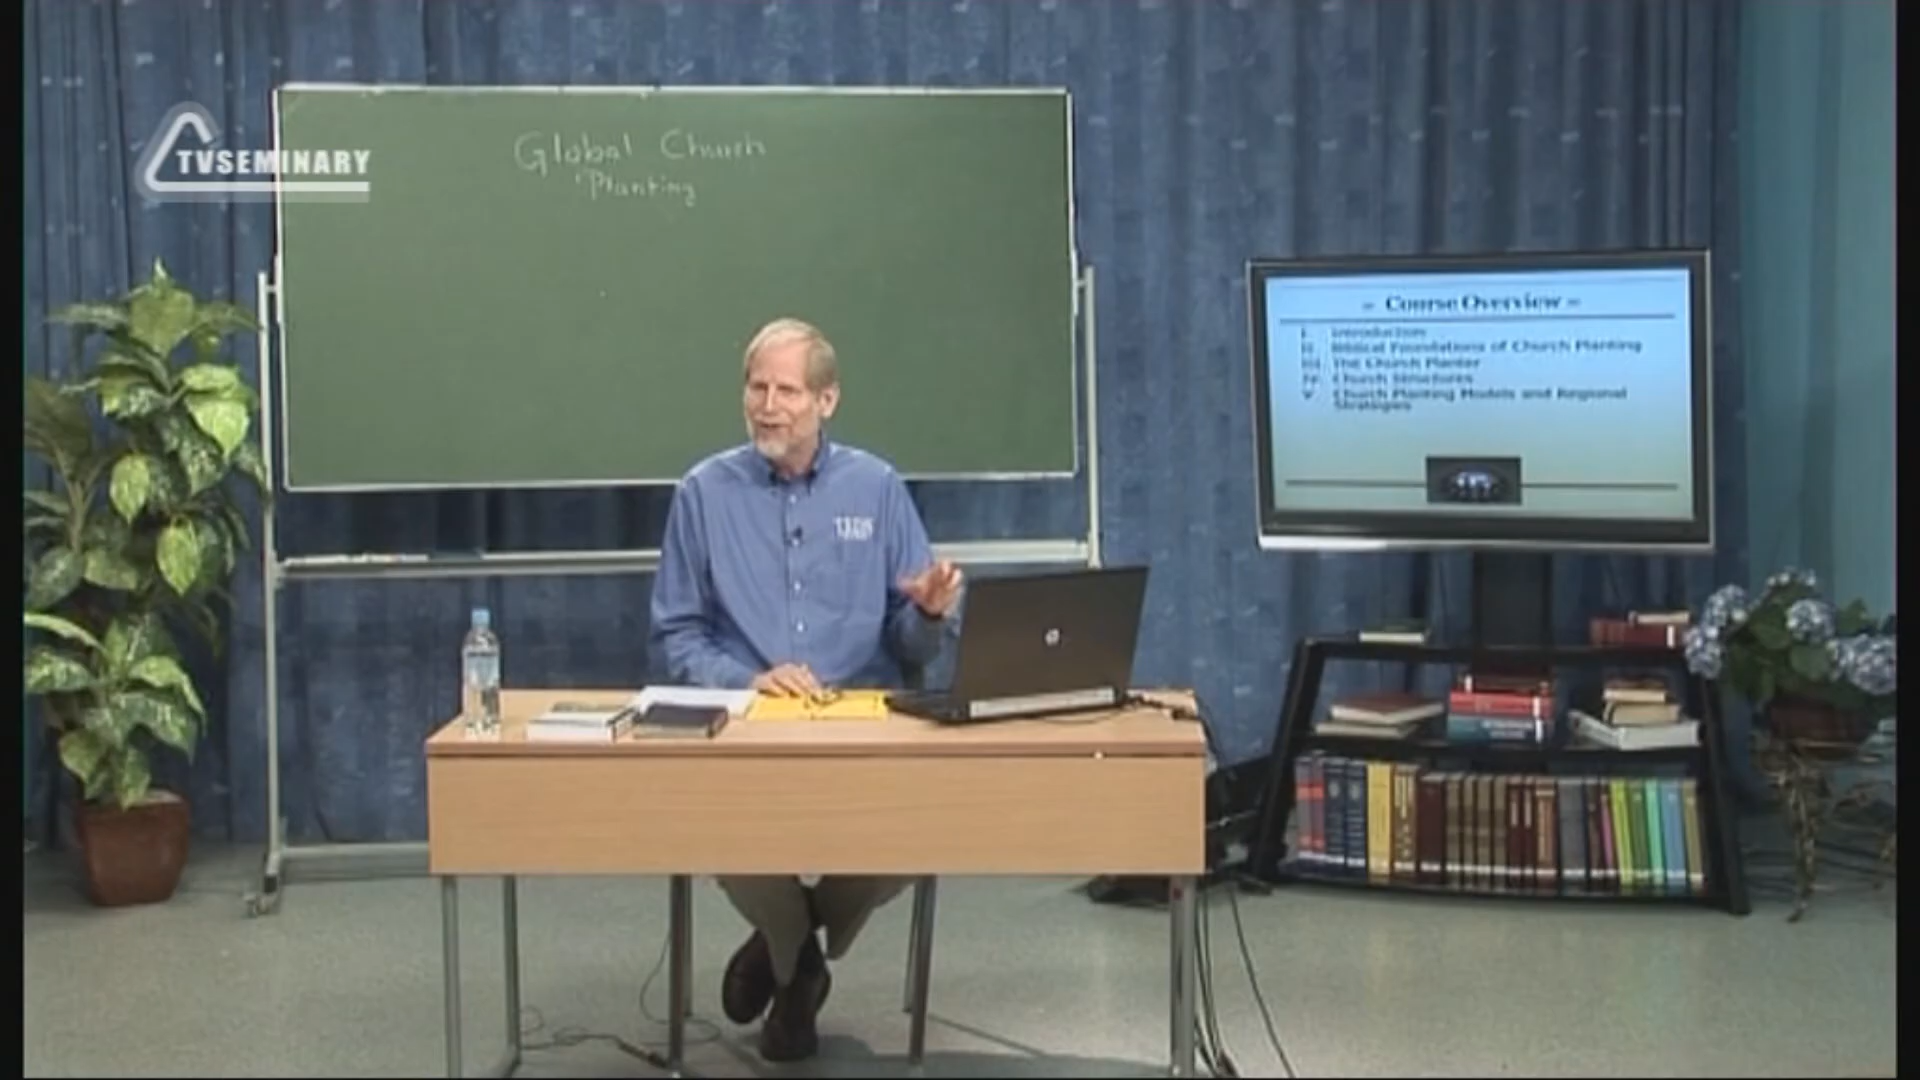 TVSEMINARY
Global Church
Planting
Course Overview
I. Introduction
II. Biblical Foundations of Church Planting
III. The Church Planter
IV. Church Structures
V. Church Planting Models and Regional
Strategies